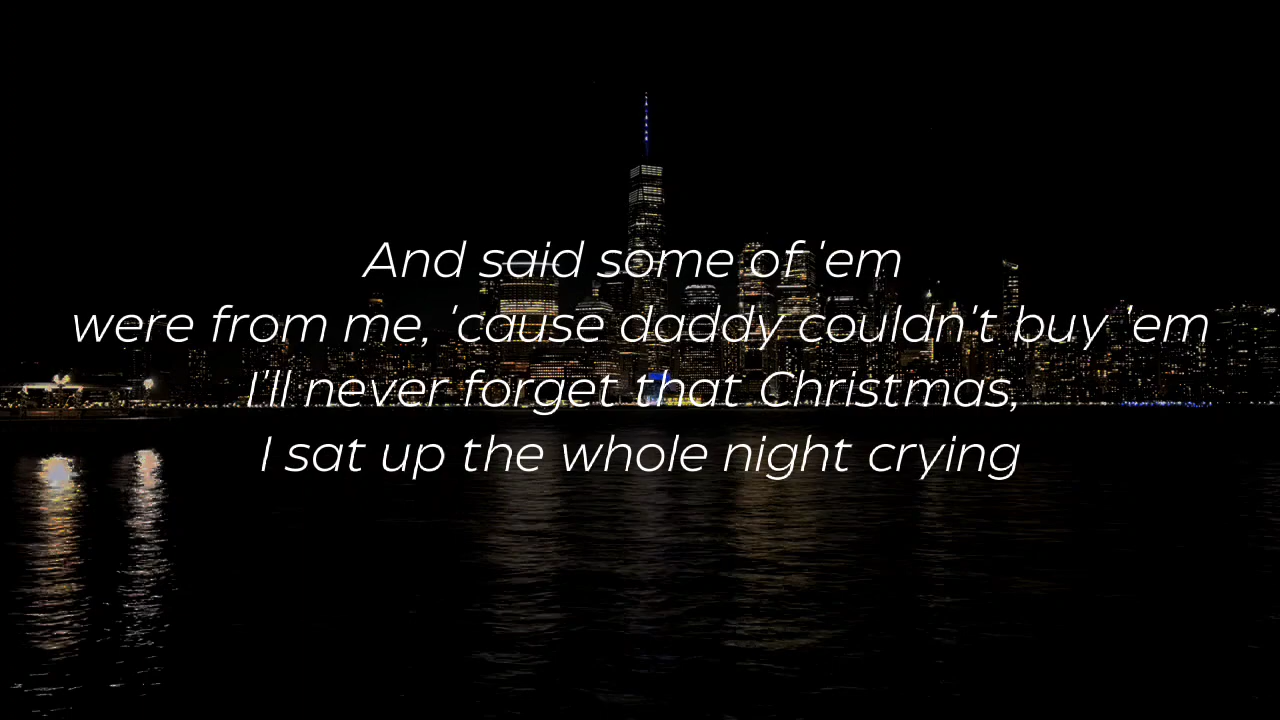 And said some of 'em
were from me, 'cause daddy couldn't buy 'em
I'll never forget that Christmas,
I sat up the whole night crying